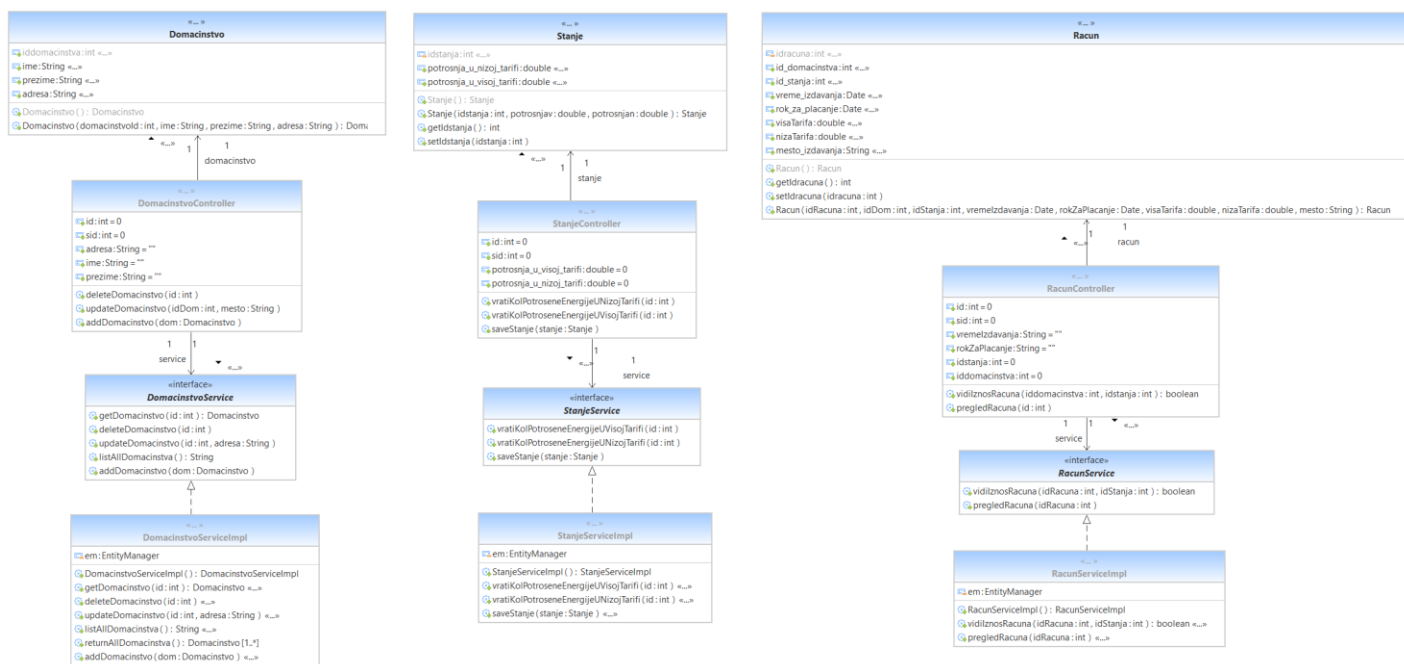 «... »
Domacinstvo
iddomacinstva:int «...»
ime:String «...»
prezime:String «...»
adresa:String «...»
Domacinstvo ( ) : Domacinstvo
Domacinstvo (domacinstvoId : int , ime : String , prezime : String , adresa : String ) : Doma
«...»
1
1
domacinstvo
«... »
DomacinstvoController
id:int = 0
sid:int = 0
adresa:String = ""
ime:String = ""
prezime:String = ""
deleteDomacinstvo (id : int )
updateDomacinstvo (idDom : int , mesto : String )
addDomacinstvo (dom : Domacinstvo )
1
1
service
«...»
«interface»
DomacinstvoService
getDomacinstvo (id : int ) : Domacinstvo
deleteDomacinstvo (id : int )
updateDomacinstvo (id : int , adresa : String )
listAllDomacinstva ( ) : String
addDomacinstvo (dom : Domacinstvo )
«... »
DomacinstvoServiceImpl
em:EntityManager
DomacinstvoServiceImpl ( ) : DomacinstvoServiceImpl
getDomacinstvo (id : int ) : Domacinstvo «...»
deleteDomacinstvo (id : int ) «...»
updateDomacinstvo (id : int , adresa : String ) «...»
listAllDomacinstva ( ) : String «...»
returnAllDomacinstva ( ) : Domacinstvo [1..*]
addDomacinstvo (dom : Domacinstvo ) «...»
«... »
Stanje
idstanja:int «...»
potrosnja_u_nizoj_tarifi:double «...»
potrosnja_u_visoj_tarifi:double «...»
Stanje ( ) : Stanje
Stanje (idstanja : int , potrosnjav : double , potrosnjan : double ) : Stanje
getIdstanja ( ) : int
setIdstanja (idstanja : int )
«...»
1
1
stanje
«... »
StanjeController
id:int = 0
sid:int = 0
potrosnja_u_visoj_tarifi:double = 0
potrosnja_u_nizoj_tarifi:double = 0
vratiKolPotroseneEnergijeUNizojTarifi (id : int )
vratiKolPotroseneEnergijeUVisojTarifi (id : int )
saveStanje (stanje : Stanje )
«...»
1
1
service
«interface»
StanjeService
vratiKolPotroseneEnergijeUVisojTarifi (id : int )
vratiKolPotroseneEnergijeUNizojTarifi (id : int )
saveStanje (stanje : Stanje )
«... »
StanjeServiceImpl
em:EntityManager
StanjeServiceImpl ( ) : StanjeServiceImpl
vratiKolPotroseneEnergijeUVisojTarifi (id : int ) «...»
vratiKolPotroseneEnergijeUNizojTarifi (id : int ) «...»
saveStanje (stanje : Stanje ) «...»
«... »
Racun
idracuna:int «...»
id_domacinstva:int «...»
id_stanja:int «...»
vreme_izdavanja:Date «...»
rok_za_placanje:Date «...»
visaTarifa:double «...»
nizaTarifa:double «...»
mesto_izdavanja:String «...»
Racun ( ) : Racun
getIdracuna ( ) : int
setIdracuna (idracuna : int )
Racun (idRacuna : int , idDom : int , idStanja : int , vremeIzdavanja : Date , rokZaPlacanje : Date , visaTarifa : double , nizaTarifa : double , mesto : String ) : Racun
«...»
1
1
racun
«... »
RacunController
id:int = 0
sid:int = 0
vremeIzdavanja:String = ""
rokZaPlacanje:String = ""
idstanja:int = 0
iddomacinstva:int = 0
vidiIznosRacuna (iddomacinstva : int , idstanja : int ) : boolean
pregledRacuna (id : int )
1
1
service
«...»
«interface»
RacunService
vidiIznosRacuna (idRacuna : int , idStanja : int ) : boolean
pregledRacuna (idRacuna : int )
«... »
RacunServiceImpl
em:EntityManager
RacunServiceImpl ( ) : RacunServiceImpl
vidiIznosRacuna (idRacuna : int , idStanja : int ) : boolean «...»
pregledRacuna (idRacuna : int ) «...»